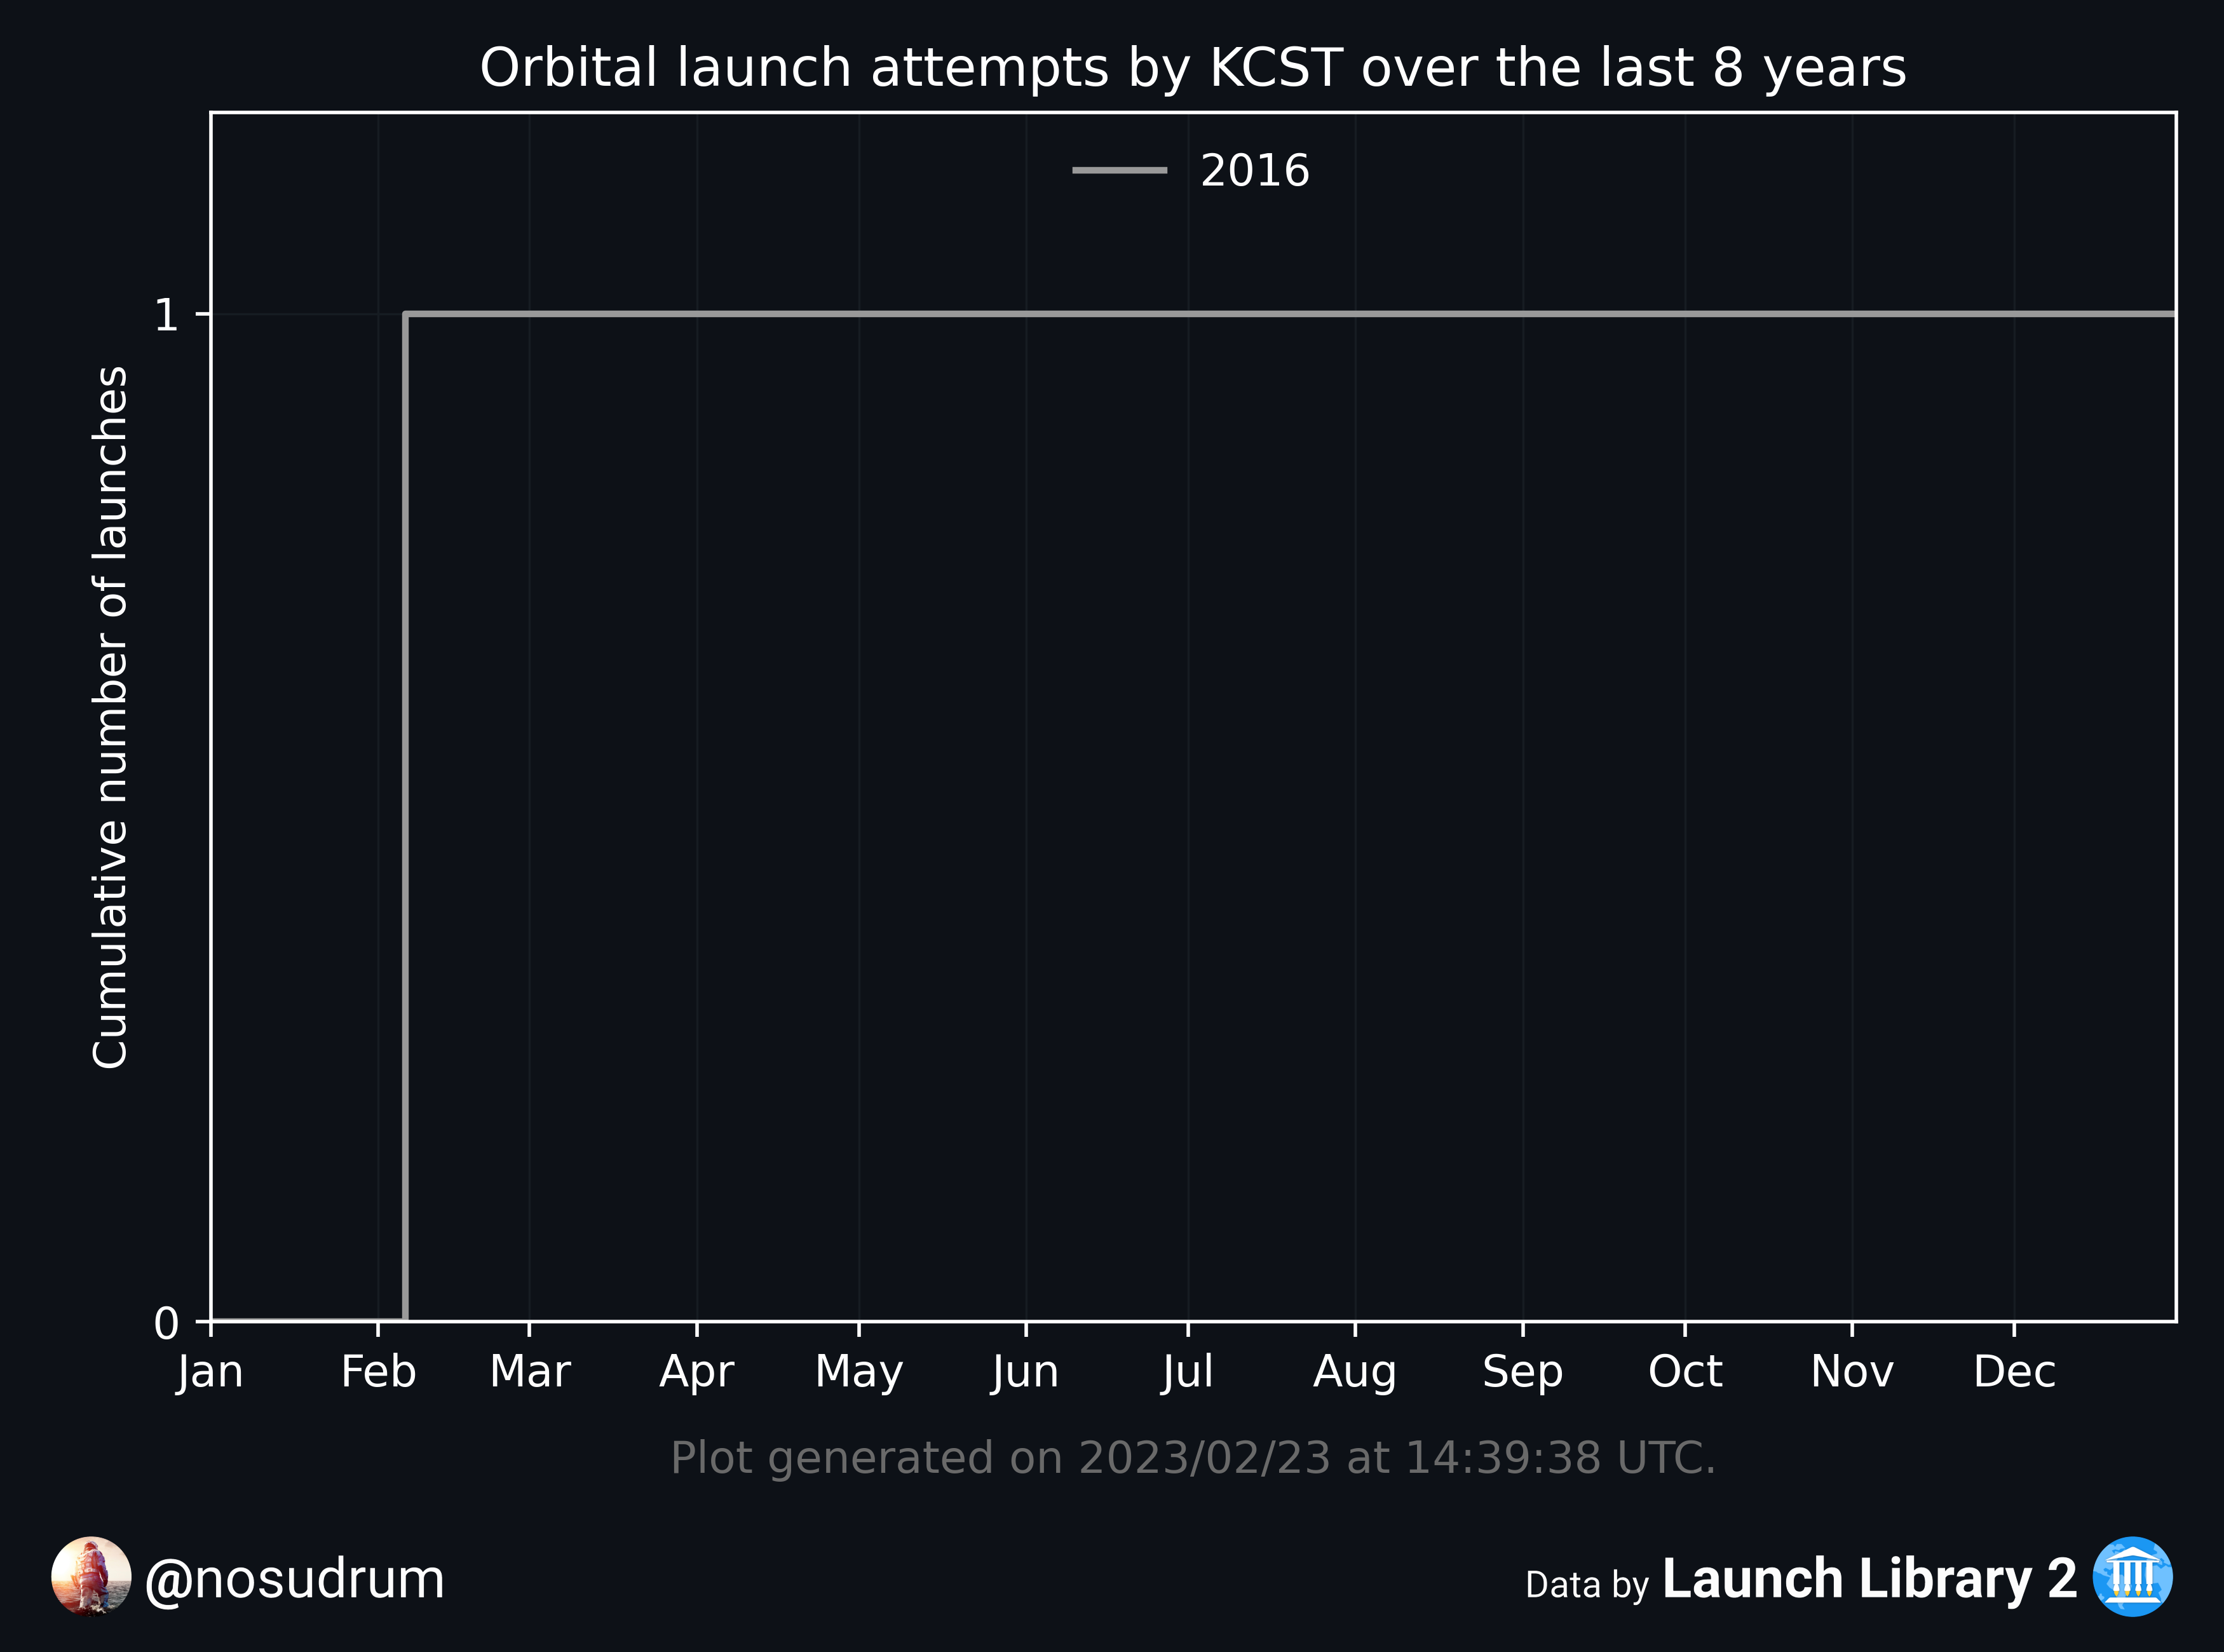 Orbital launch attempts by KCST over the last 8 years
2016
1
Cumulative number of launches
0
Jan Feb Mar Apr May Jun Jul Aug Sep Oct Nov Dec
Plot generated on 2023/02/23 at 14:39:38 UTC.
@nosudrum
Data by Launch Library 2